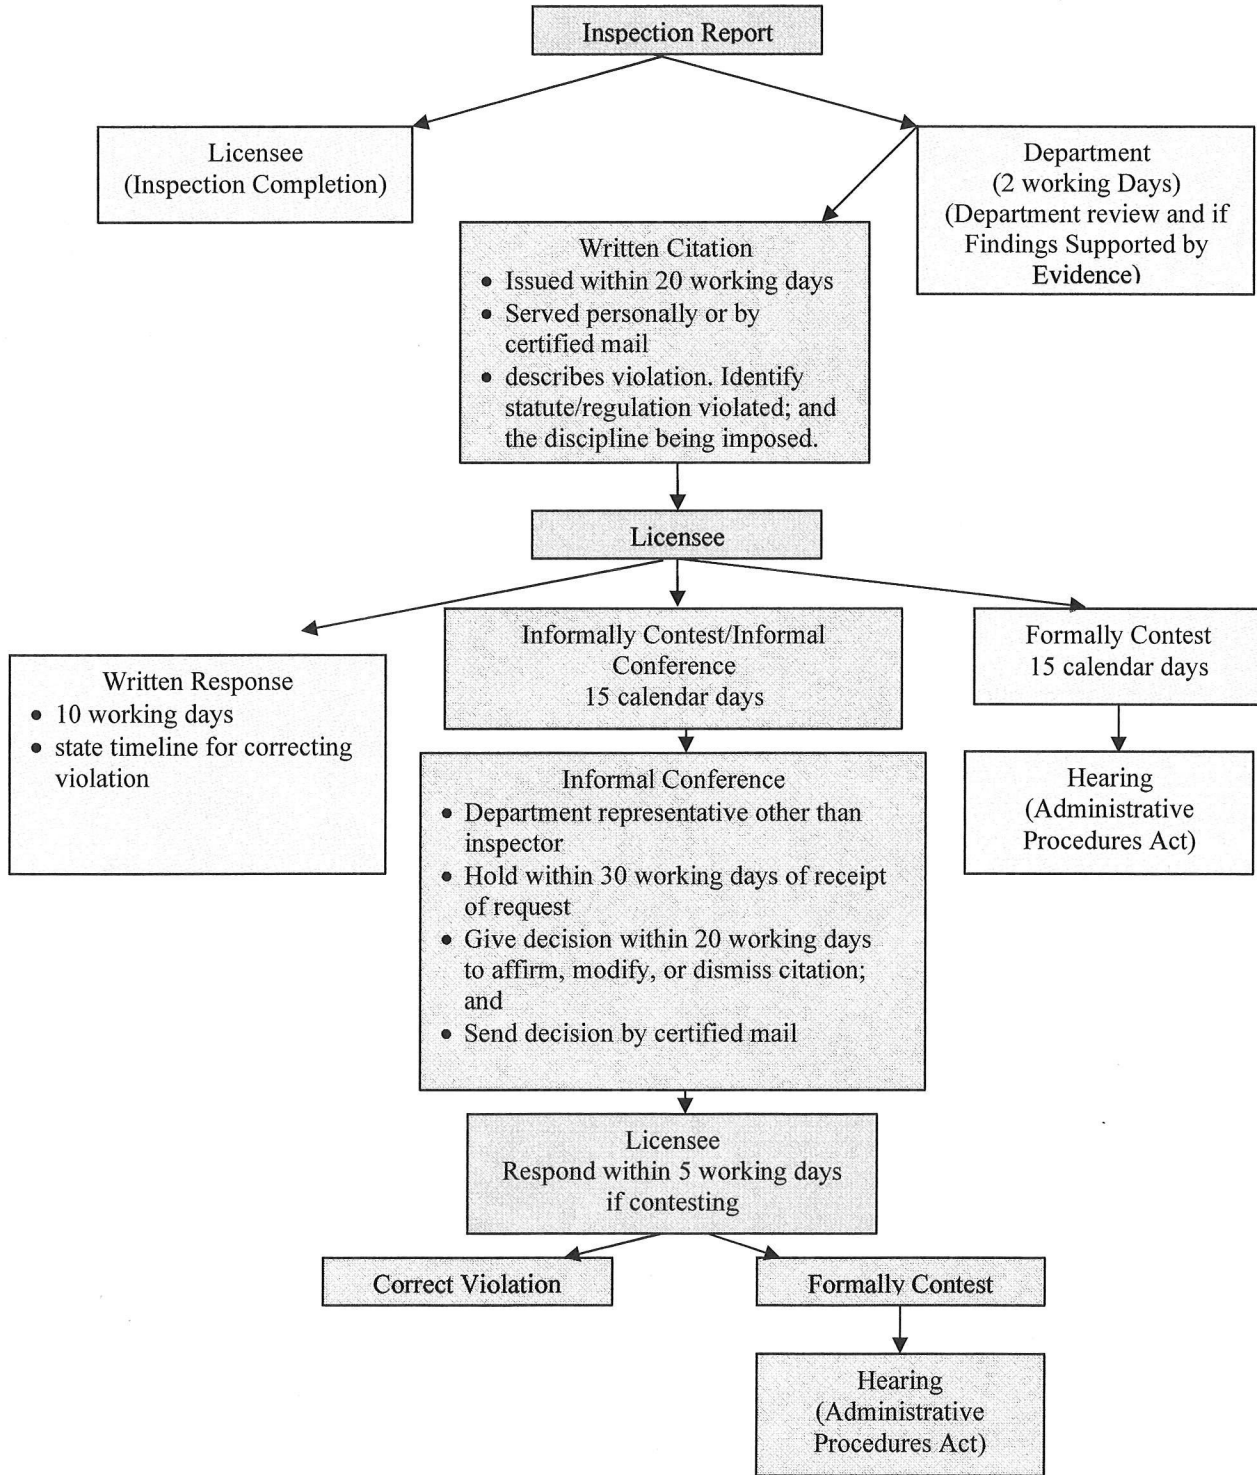 Inspection Report
Licensee
(Inspection Completion)
Department
(2 working Days)
(Department review and if
Findings Supported by
Evidence)
Written Citation
• Issued within 20 working days
• Served personally or by
certified mail
• describes violation. Identify
statute/regulation violated; and
the discipline being imposed.
Licensee
Written Response
• 10 working days
• state timeline for correcting
violation
Informally Contest/Informal
Conference
15 calendar days
Formally Contest
15 calendar days
Hearing
(Administrative
Procedures Act)
Informal Conference
• Department representative other than
inspector
• Hold within 30 working days of receipt
of request
• Give decision within 20 working days
to affirm, modify, or dismiss citation;
and
• Send decision by certified mail
Licensee
Respond within 5 working days
if contesting
Correct Violation
Formally Contest
Hearing
(Administrative
Procedures Act)